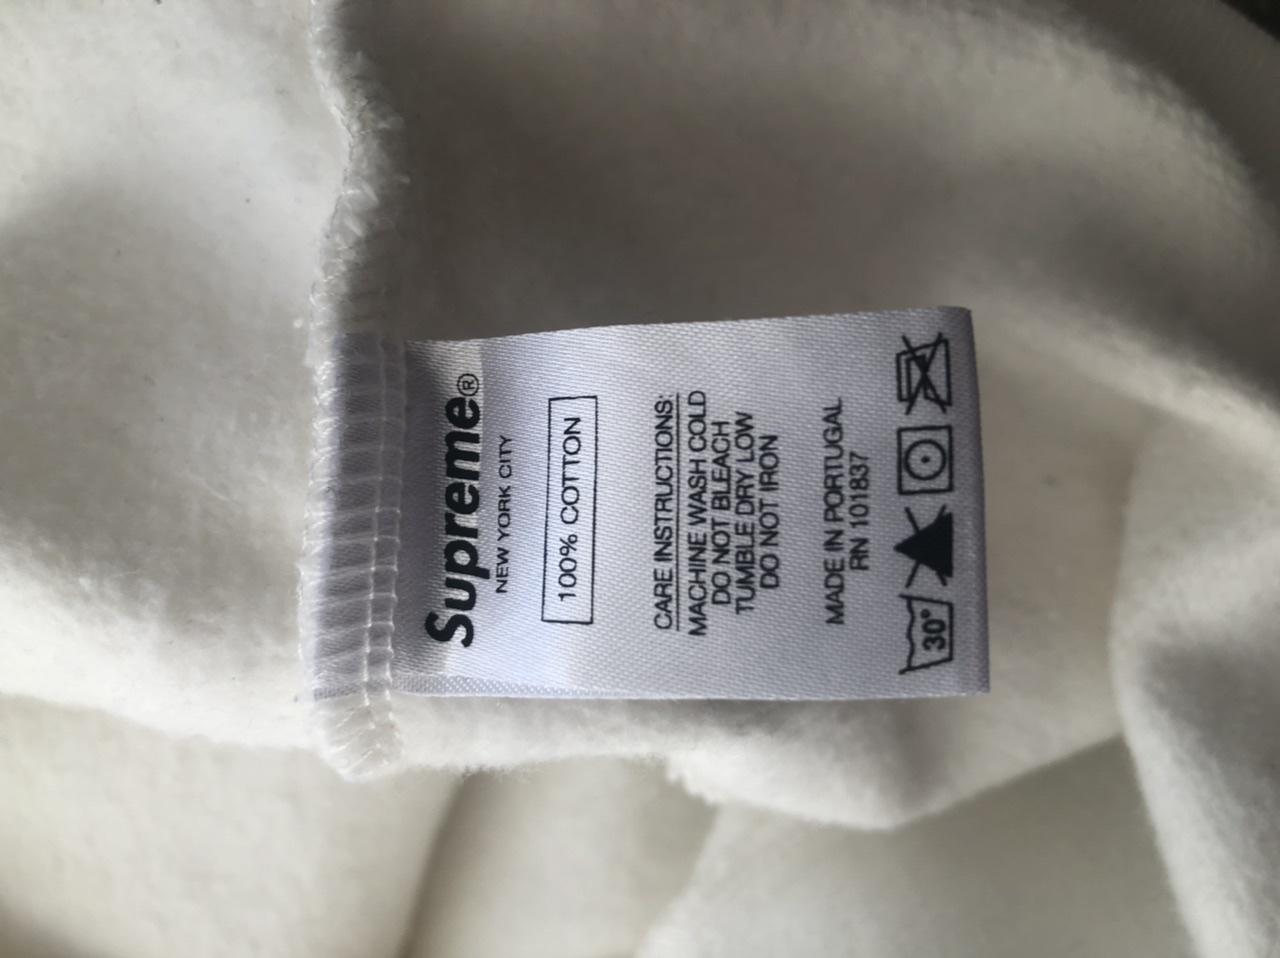 Supreme®
NEW YORK CITY
100% COTTON
CARE INSTRUCTIONS:
MACHINE WASH COLD
DO NOT BLEACH
TUMBLE DRY LOW
DO NOT IRON
MADE IN PORTUGAL
RN 101837
30°